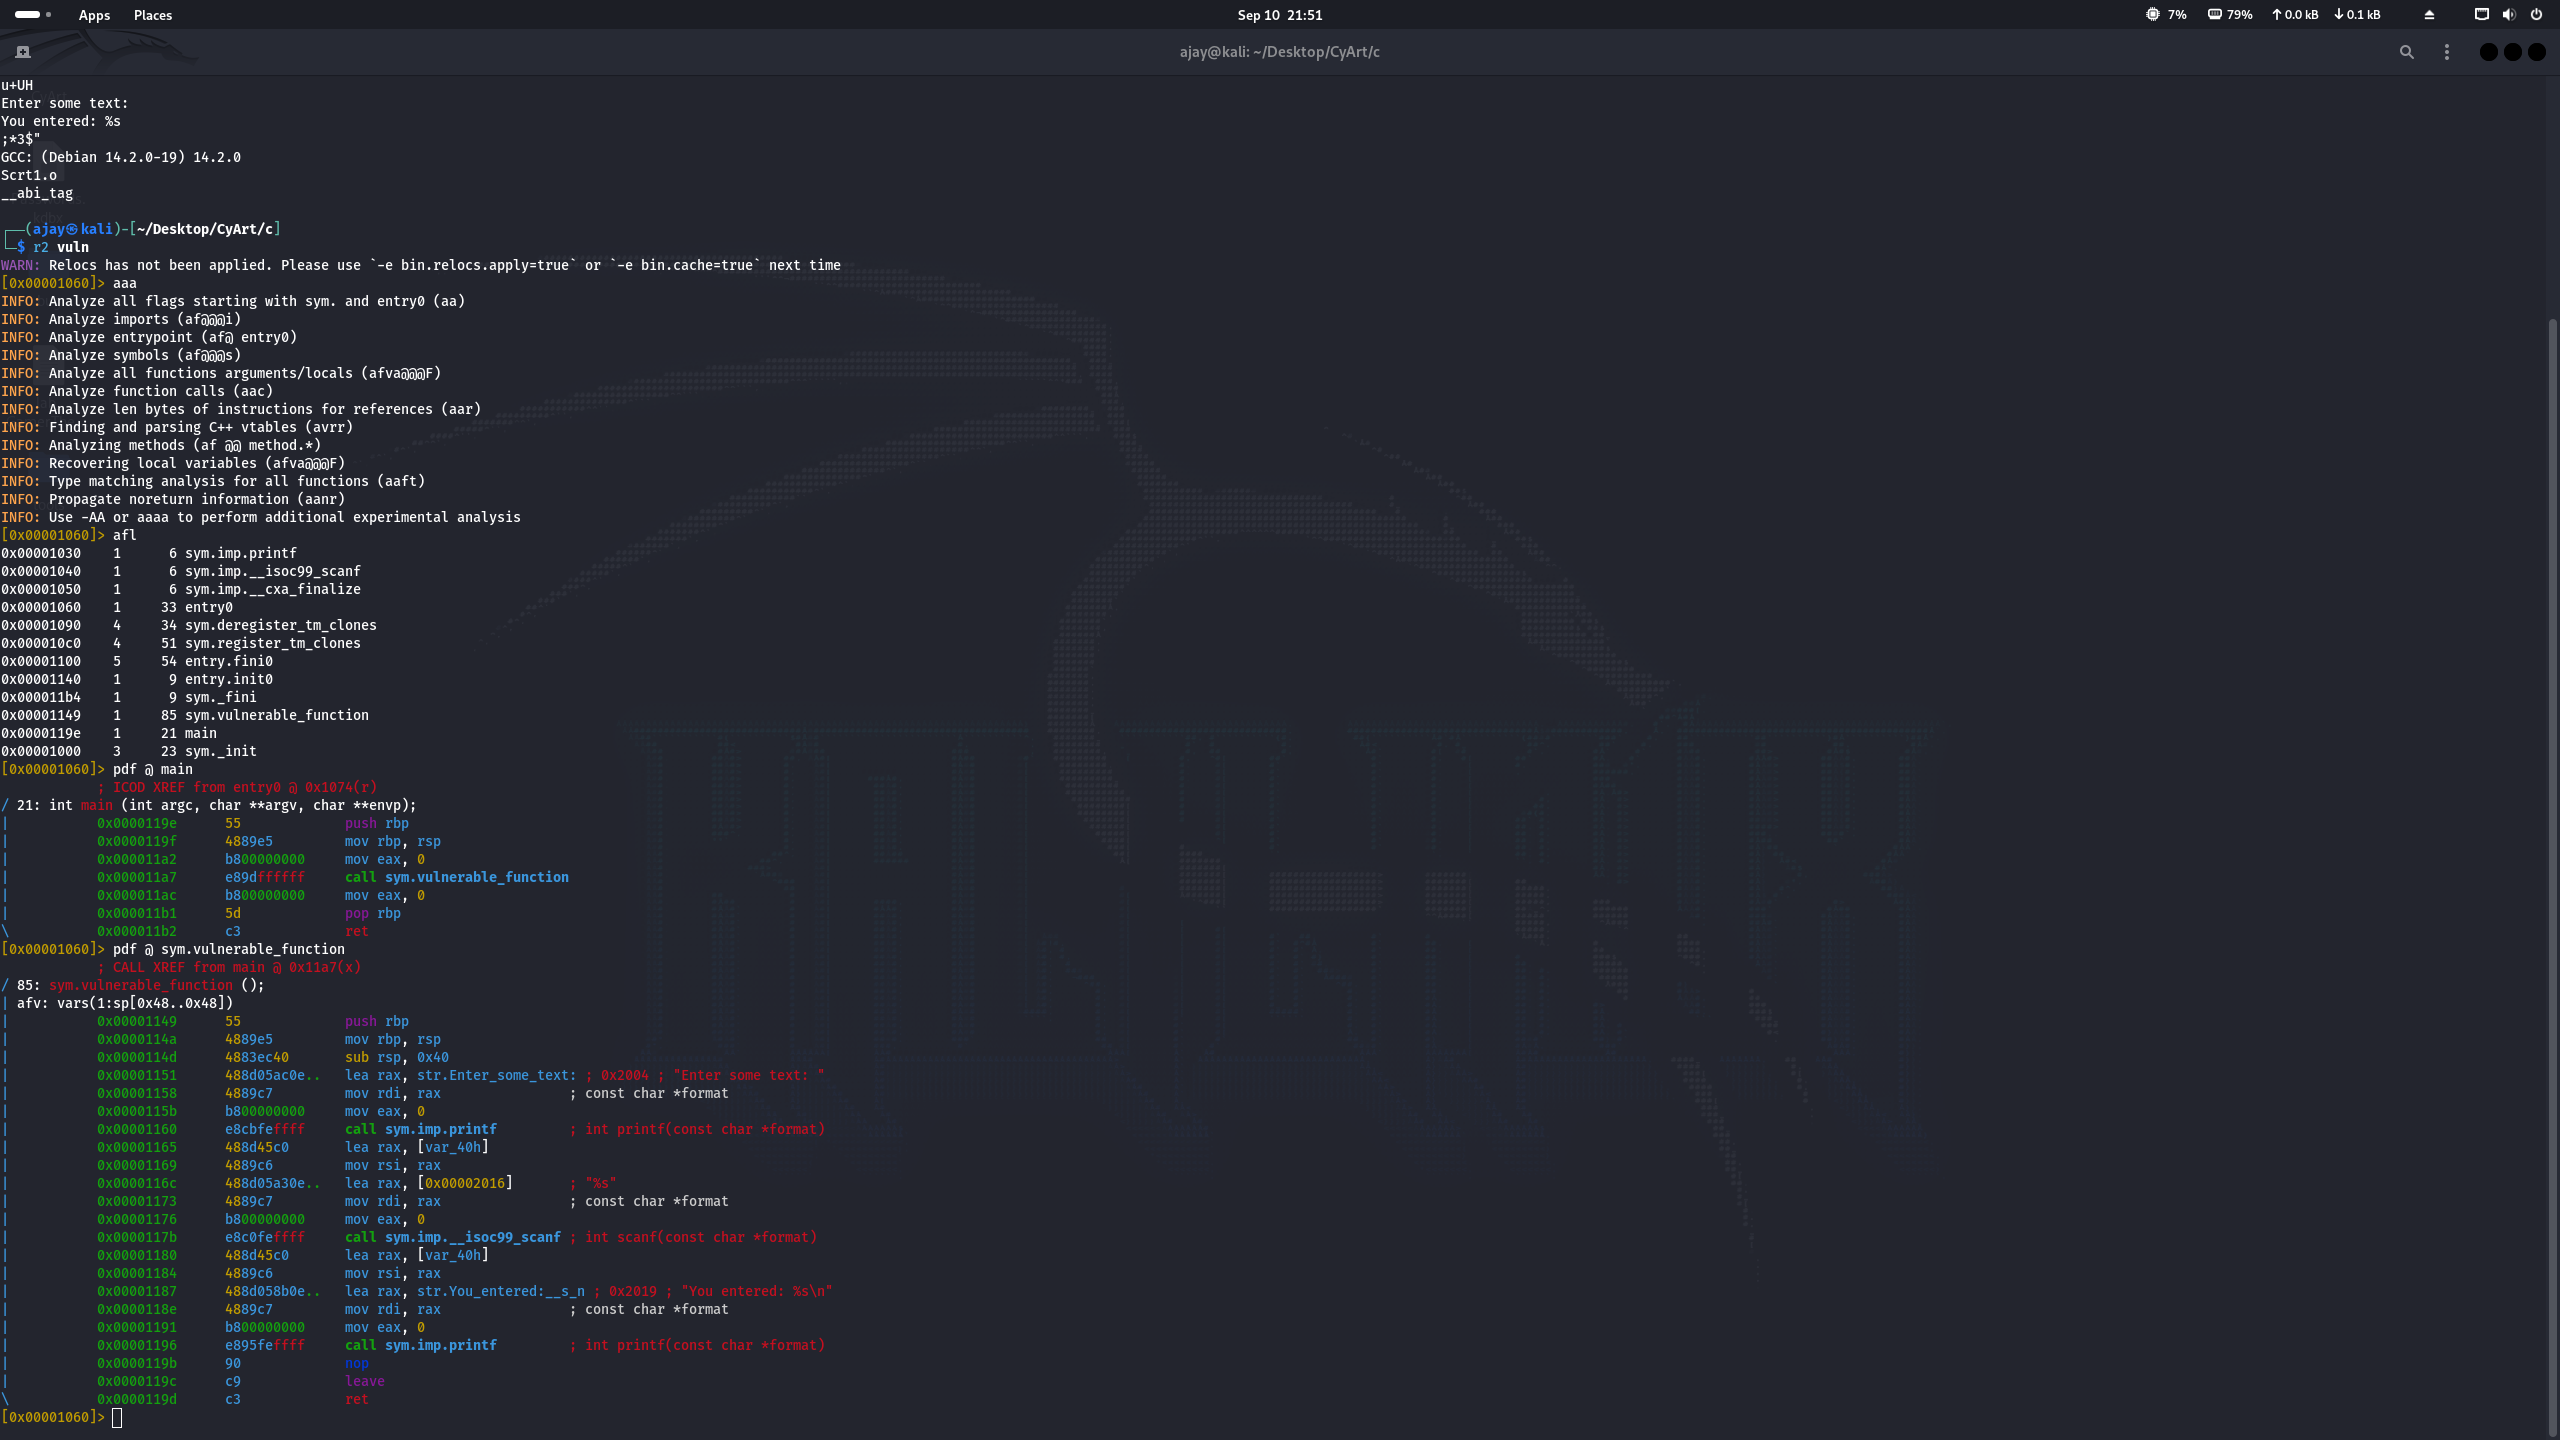 Apps Places Sep 10 21:51 7% 79% 0.0 kB 0.1 kB
ajay@kali: ~/Desktop/CyArt/c
u+UH
Enter some text:
You entered: %s
;*3$"
GCC: (Debian 14.2.0-19) 14.2.0
Scrt1.o
__abi_tag
┌──(ajay㉿kali)-[~/Desktop/CyArt/c]
└─$ r2 vuln
WARN: Relocs has not been applied. Please use `-e bin.relocs.apply=true` or `-e bin.cache=true` next time
[0x00001060]> aaa
INFO: Analyze all flags starting with sym. and entry0 (aa)
INFO: Analyze imports (af@@@i)
INFO: Analyze entrypoint (af@ entry0)
INFO: Analyze symbols (af@@@s)
INFO: Analyze all functions arguments/locals (afva@@@F)
INFO: Analyze function calls (aac)
INFO: Analyze len bytes of instructions for references (aar)
INFO: Finding and parsing C++ vtables (avrr)
INFO: Analyzing methods (af @@ method.*)
INFO: Recovering local variables (afva@@@F)
INFO: Type matching analysis for all functions (aaft)
INFO: Propagate noreturn information (aanr)
INFO: Use -AA or aaaa to perform additional experimental analysis
[0x00001060]> afl
0x00001030    1      6 sym.imp.printf
0x00001040    1      6 sym.imp.__isoc99_scanf
0x00001050    1      6 sym.imp.__cxa_finalize
0x00001060    1     33 entry0
0x00001090    4     34 sym.deregister_tm_clones
0x000010c0    4     51 sym.register_tm_clones
0x00001100    5     54 entry.fini0
0x00001140    1      9 entry.init0
0x000011b4    1      9 sym._fini
0x00001149    1     85 sym.vulnerable_function
0x0000119e    1     21 main
0x00001000    3     23 sym._init
[0x00001060]> pdf @ main
; ICOD XREF from entry0 @ 0x1074(r)
/ 21: int main (int argc, char **argv, char **envp);
|           0x0000119e      55             push rbp
|           0x0000119f      4889e5         mov rbp, rsp
|           0x000011a2      b800000000     mov eax, 0
|           0x000011a7      e89dffffff     call sym.vulnerable_function
|           0x000011ac      b800000000     mov eax, 0
|           0x000011b1      5d             pop rbp
\           0x000011b2      c3             ret
[0x00001060]> pdf @ sym.vulnerable_function
; CALL XREF from main @ 0x11a7(x)
/ 85: sym.vulnerable_function ();
| afv: vars(1:sp[0x48..0x48])
|           0x00001149      55             push rbp
|           0x0000114a      4889e5         mov rbp, rsp
|           0x0000114d      4883ec40       sub rsp, 0x40
|           0x00001151      488d05ac0e..   lea rax, str.Enter_some_text: ; 0x2004 ; "Enter some text: "
|           0x00001158      4889c7         mov rdi, rax                ; const char *format
|           0x0000115b      b800000000     mov eax, 0
|           0x00001160      e8cbfeffff     call sym.imp.printf         ; int printf(const char *format)
|           0x00001165      488d45c0       lea rax, [var_40h]
|           0x00001169      4889c6         mov rsi, rax
|           0x0000116c      488d05a30e..   lea rax, [0x00002016]       ; "%s"
|           0x00001173      4889c7         mov rdi, rax                ; const char *format
|           0x00001176      b800000000     mov eax, 0
|           0x0000117b      e8c0feffff     call sym.imp.__isoc99_scanf ; int scanf(const char *format)
|           0x00001180      488d45c0       lea rax, [var_40h]
|           0x00001184      4889c6         mov rsi, rax
|           0x00001187      488d058b0e..   lea rax, str.You_entered:__s_n ; 0x2019 ; "You entered: %s\n"
|           0x0000118e      4889c7         mov rdi, rax                ; const char *format
|           0x00001191      b800000000     mov eax, 0
|           0x00001196      e895feffff     call sym.imp.printf         ; int printf(const char *format)
|           0x0000119b      90             nop
|           0x0000119c      c9             leave
\           0x0000119d      c3             ret
[0x00001060]>